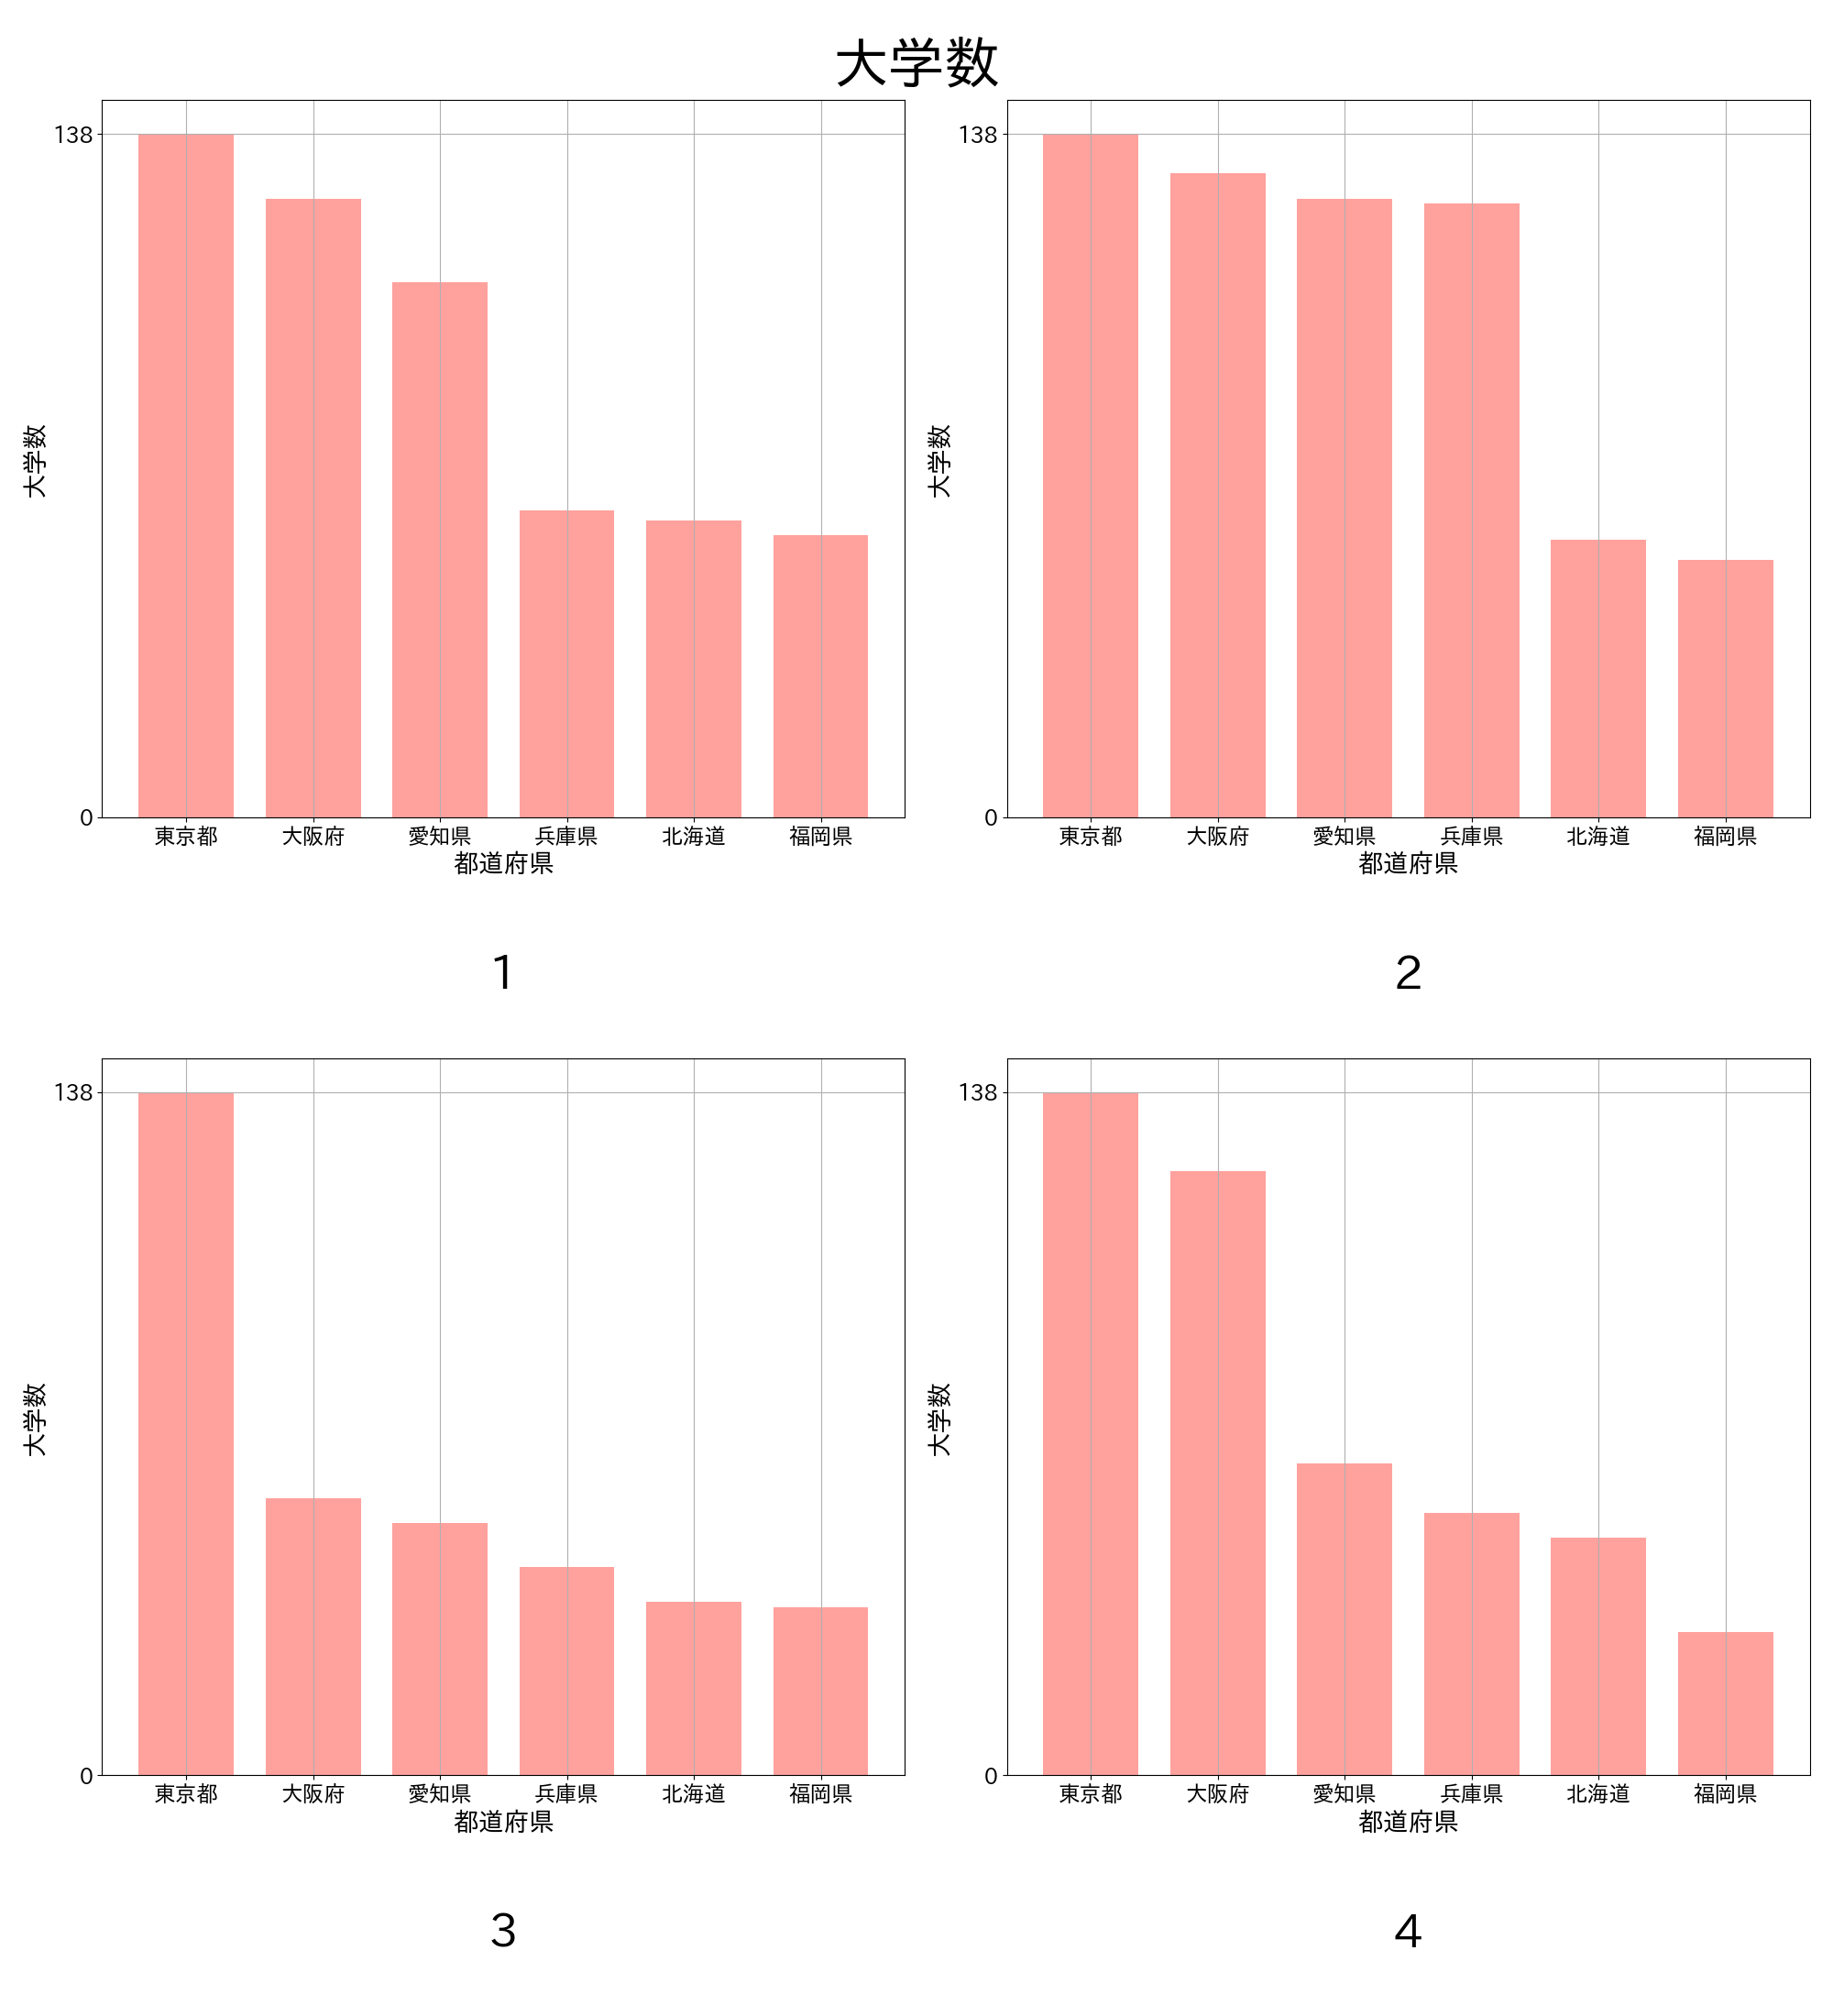 大学数
138
0
大学数
東京都 大阪府 愛知県 兵庫県 北海道 福岡県
都道府県
1
138
0
大学数
東京都 大阪府 愛知県 兵庫県 北海道 福岡県
都道府県
2
138
0
大学数
東京都 大阪府 愛知県 兵庫県 北海道 福岡県
都道府県
3
138
0
大学数
東京都 大阪府 愛知県 兵庫県 北海道 福岡県
都道府県
4